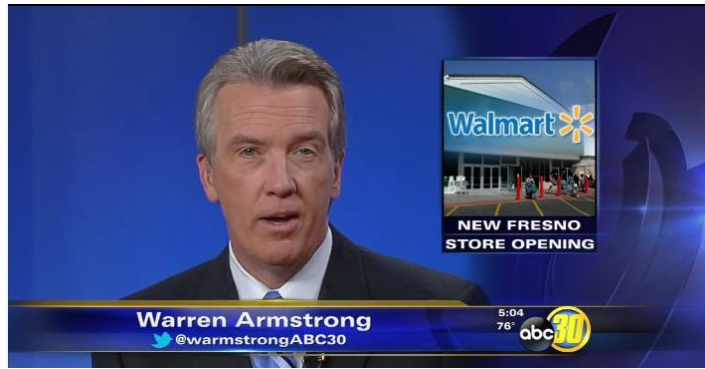 Walmart
NEW FRESNO
STORE OPENING
Warren Armstrong
@warmstrongABC30
5:04
76°
abc30